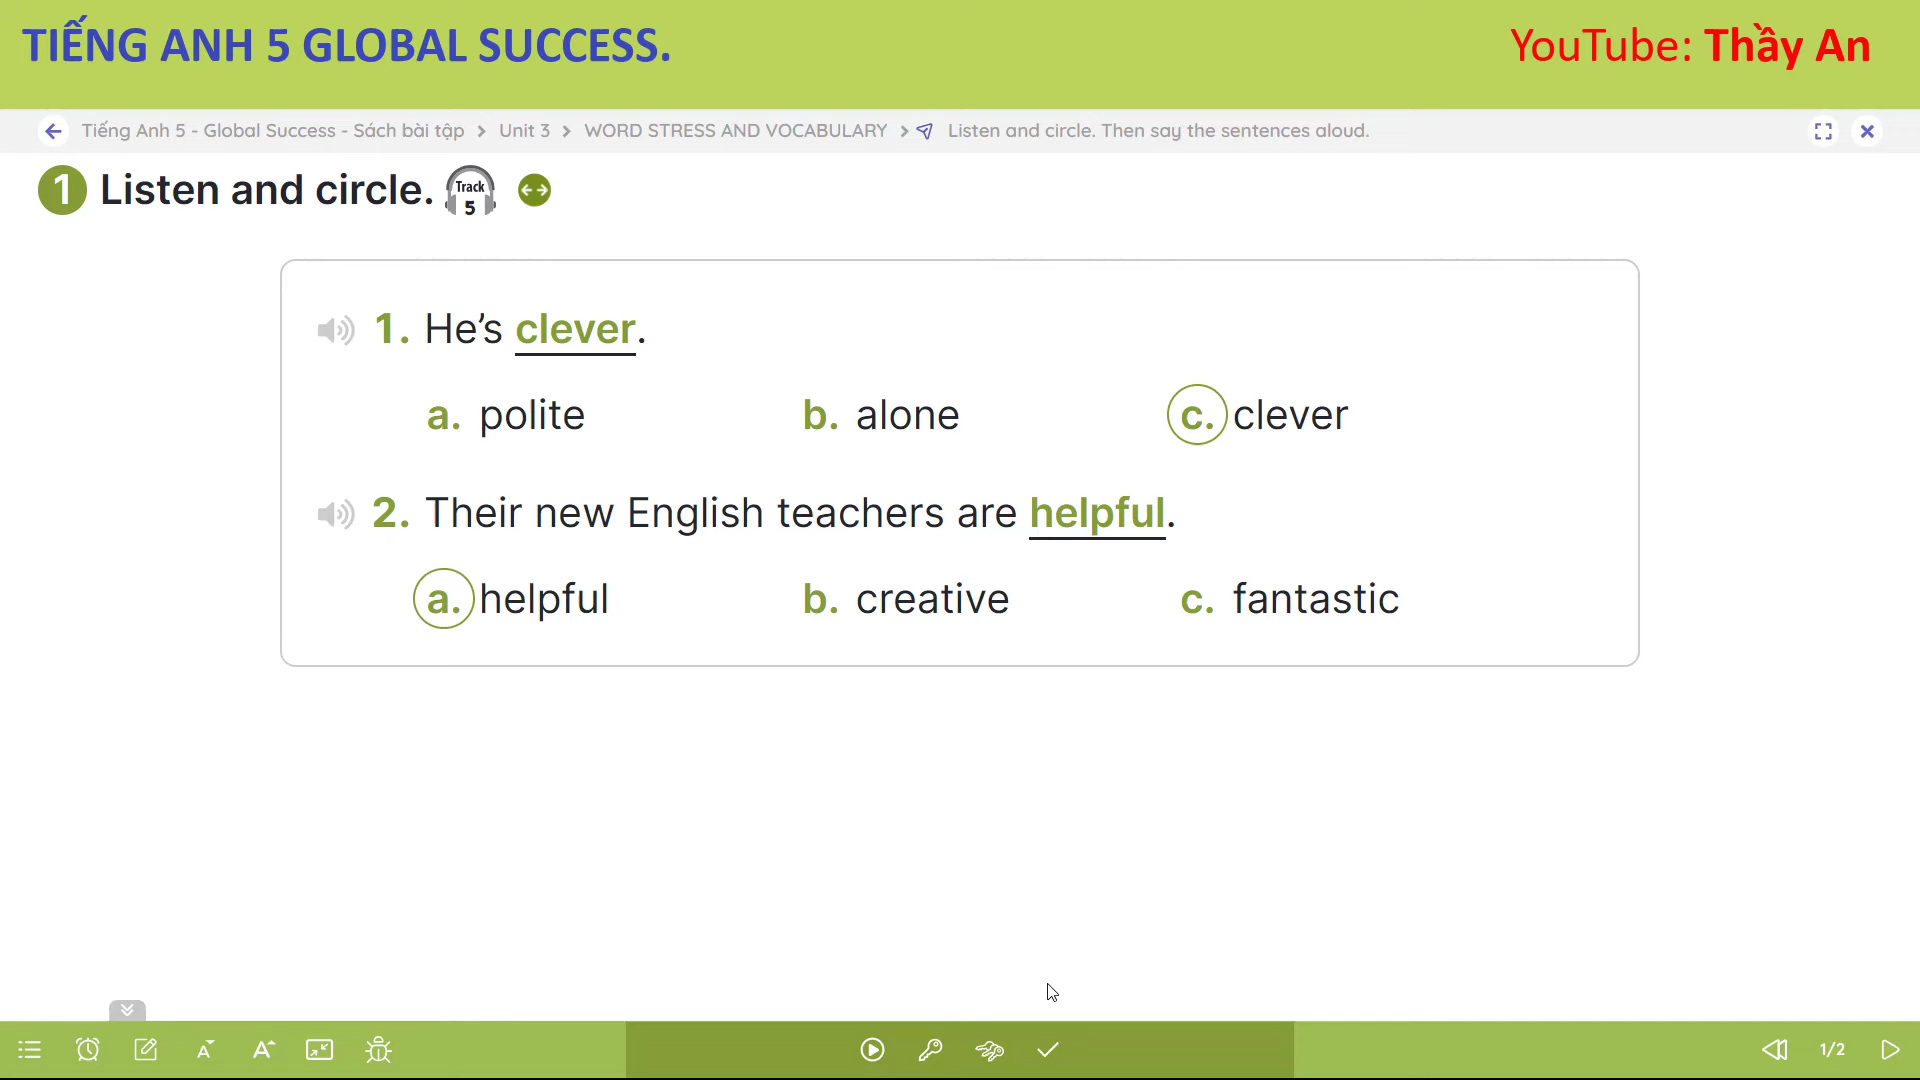 TIẾNG ANH 5 GLOBAL SUCCESS.
YouTube: Thầy An
Tiếng Anh 5 - Global Success - Sách bài tập > Unit 3 > WORD STRESS AND VOCABULARY > Listen and circle. Then say the sentences aloud.
1 Listen and circle. Track 5
1. He’s clever.
a. polite b. alone c. clever
2. Their new English teachers are helpful.
a. helpful b. creative c. fantastic
A A 1/2